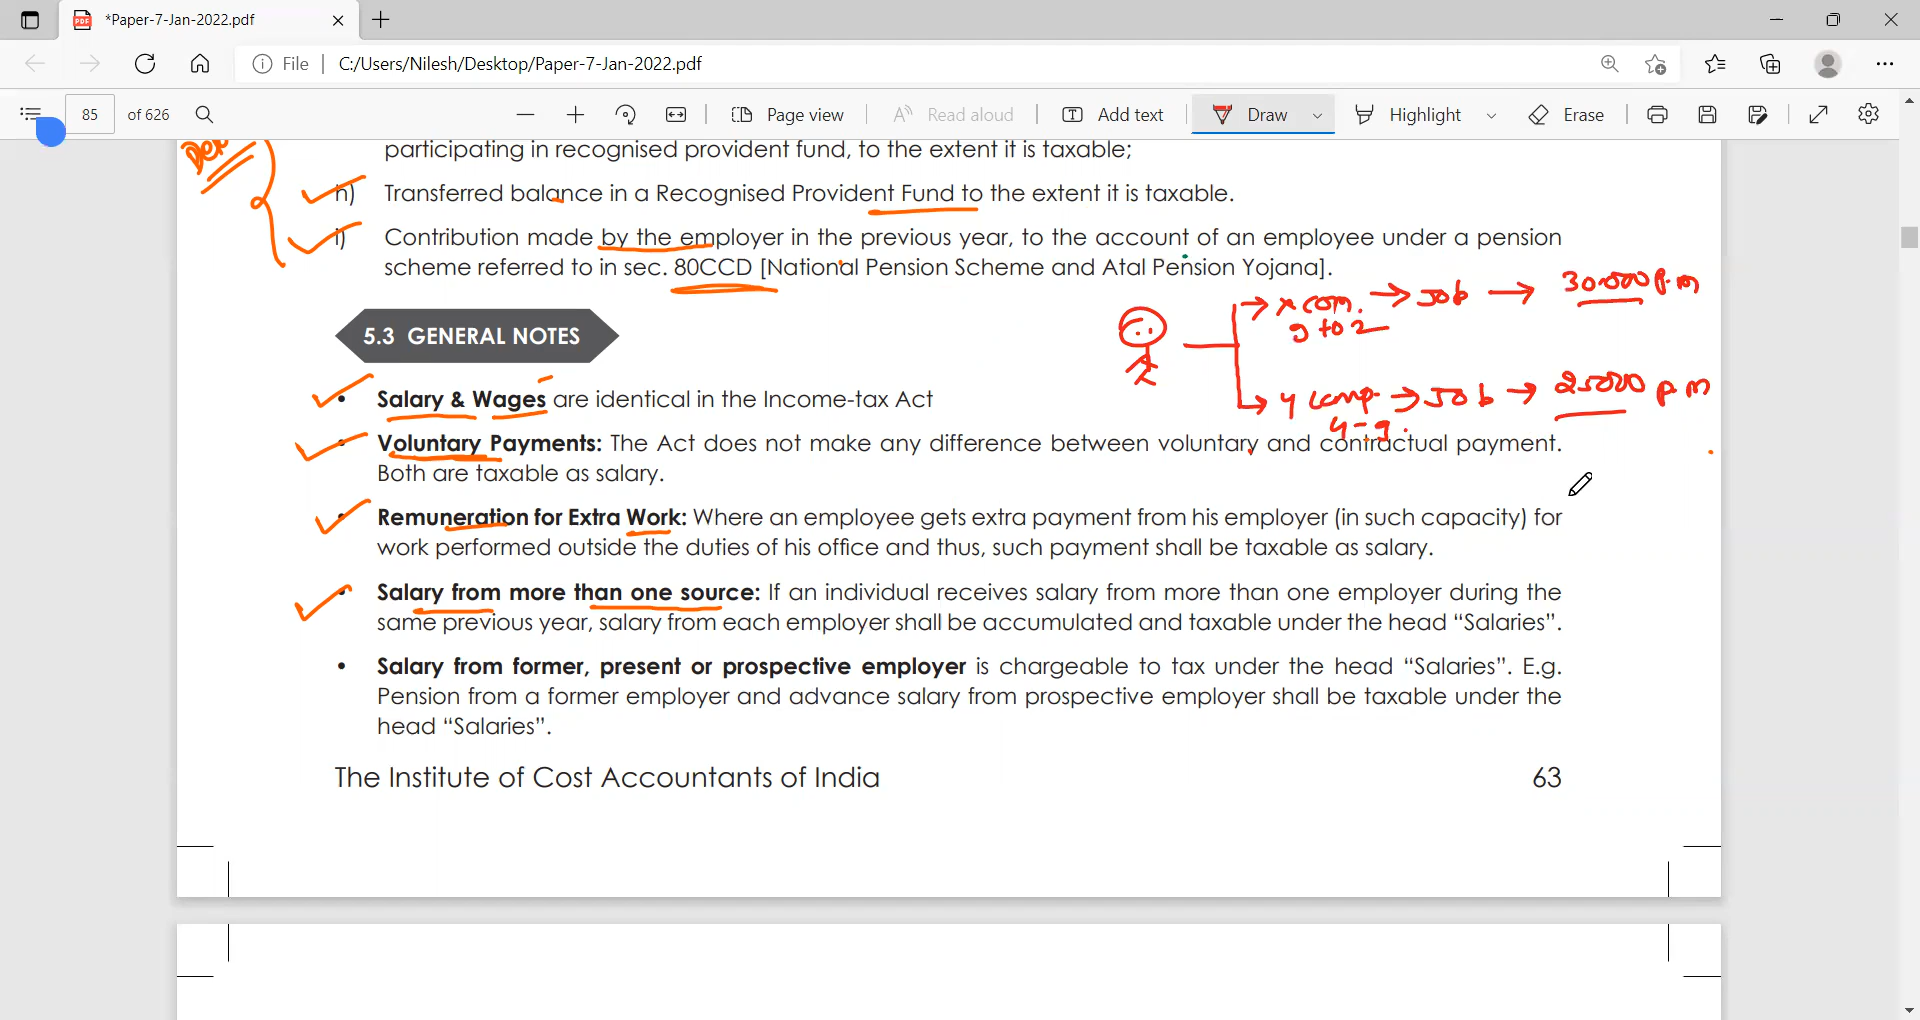 *Paper-7-Jan-2022.pdf
File | C:/Users/Nilesh/Desktop/Paper-7-Jan-2022.pdf
85 of 626 Page view Read aloud Add text Draw Highlight Erase
participating in recognised provident fund, to the extent it is taxable;
h) Transferred balance in a Recognised Provident Fund to the extent it is taxable.
i) Contribution made by the employer in the previous year, to the account of an employee under a pension
scheme referred to in sec. 80CCD [National Pension Scheme and Atal Pension Yojana].
x com. → Job → 30,000 p.m
9 to 2
5.3 GENERAL NOTES
y comp → Job → 25000 p.m
4-9.
• Salary & Wages are identical in the Income-tax Act
• Voluntary Payments: The Act does not make any difference between voluntary and contractual payment.
Both are taxable as salary.
• Remuneration for Extra Work: Where an employee gets extra payment from his employer (in such capacity) for
work performed outside the duties of his office and thus, such payment shall be taxable as salary.
• Salary from more than one source: If an individual receives salary from more than one employer during the
same previous year, salary from each employer shall be accumulated and taxable under the head “Salaries”.
• Salary from former, present or prospective employer is chargeable to tax under the head “Salaries”. E.g.
Pension from a former employer and advance salary from prospective employer shall be taxable under the
head “Salaries”.
The Institute of Cost Accountants of India 63